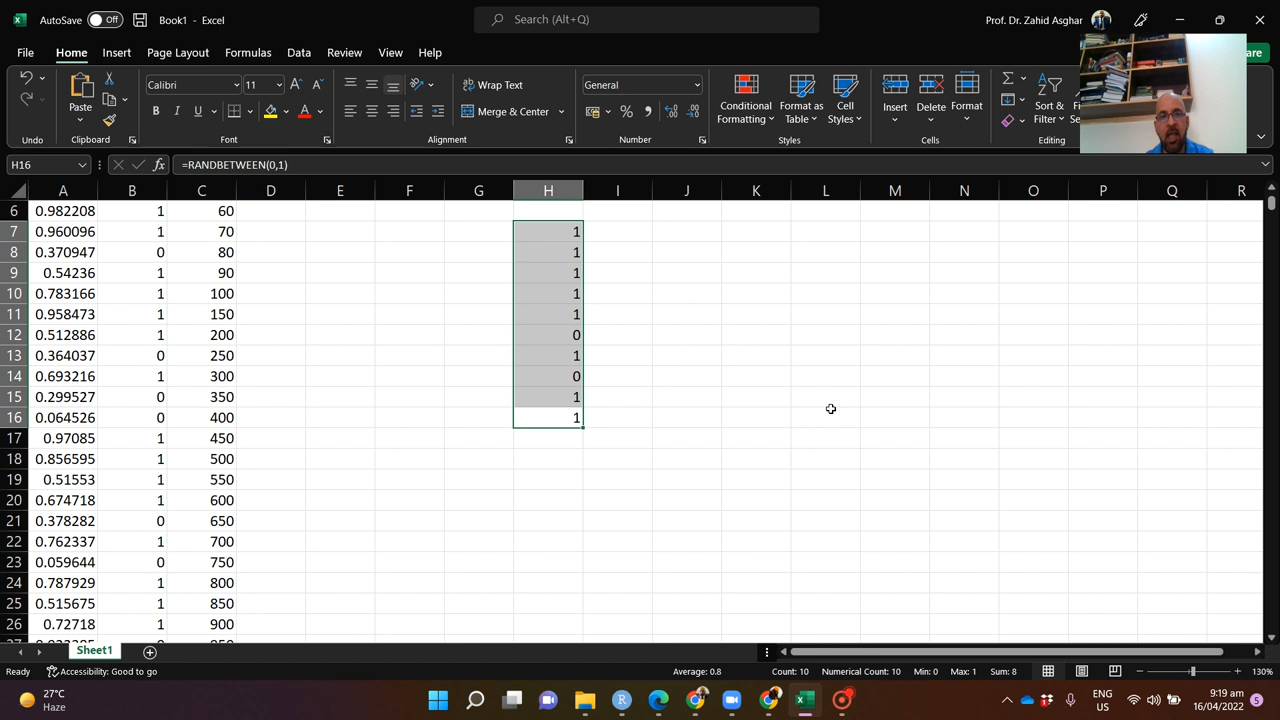 AutoSave Off Book1 - Excel Search (Alt+Q) Prof. Dr. Zahid Asghar
File Home Insert Page Layout Formulas Data Review View Help are
Calibri 11 Wrap Text General
Paste B I U Merge & Center Conditional Formatting Format as Table Cell Styles Insert Delete Format Sort & Filter
Undo Clipboard Font Alignment Number Styles Cells Editing
H16 fx =RANDBETWEEN(0,1)
A B C D E F G H I J K L M N O P Q R
6 0.982208 1 60
7 0.960096 1 70 1
8 0.370947 0 80 1
9 0.54236 1 90 1
10 0.783166 1 100 1
11 0.958473 1 150 1
12 0.512886 1 200 0
13 0.364037 0 250 1
14 0.693216 1 300 0
15 0.299527 0 350 1
16 0.064526 0 400 1
17 0.97085 1 450
18 0.856595 1 500
19 0.51553 1 550
20 0.674718 1 600
21 0.378282 0 650
22 0.762337 1 700
23 0.059644 0 750
24 0.787929 1 800
25 0.515675 1 850
26 0.72718 1 900
Sheet1
Ready Accessibility: Good to go Average: 0.8 Count: 10 Numerical Count: 10 Min: 0 Max: 1 Sum: 8 130%
27°C ENG 9:19 am
Haze US 16/04/2022 5